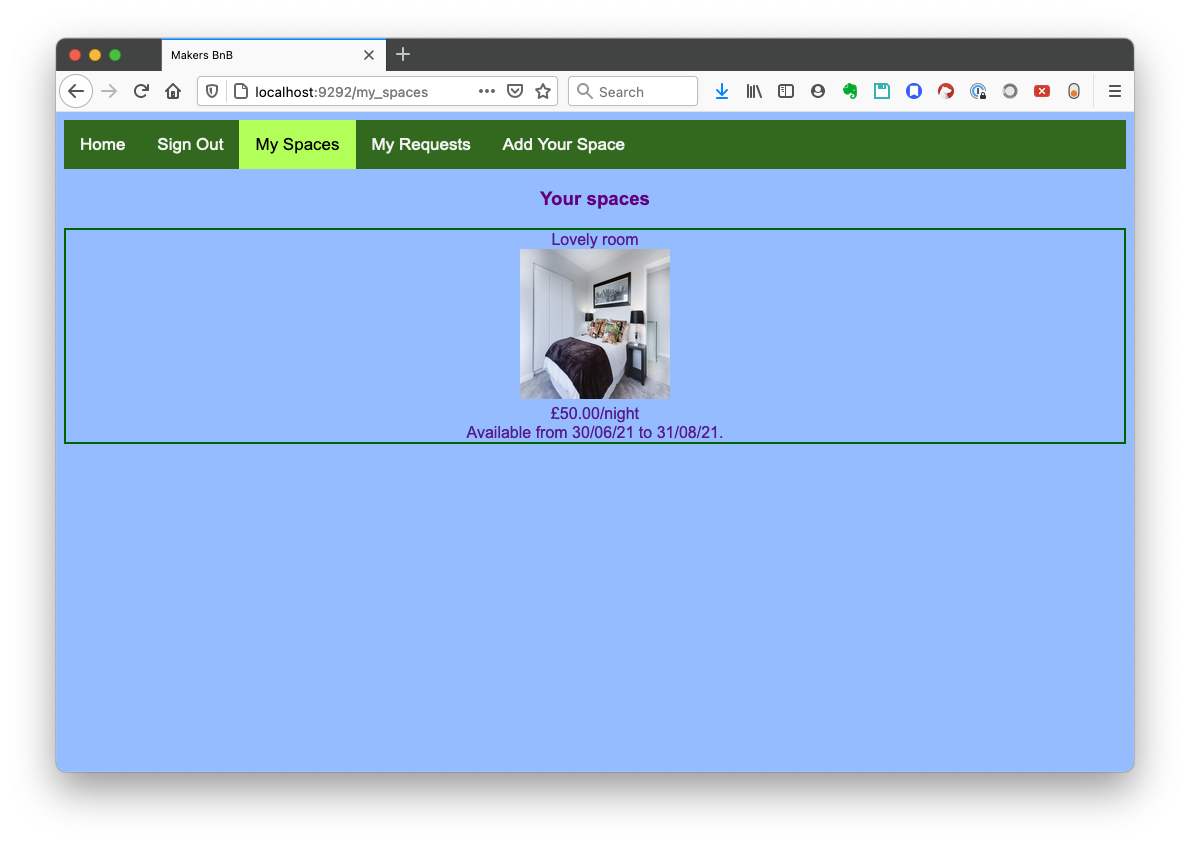 Makers BnB
localhost:9292/my_spaces
Search
Home Sign Out My Spaces My Requests Add Your Space
Your spaces
Lovely room
£50.00/night
Available from 30/06/21 to 31/08/21.